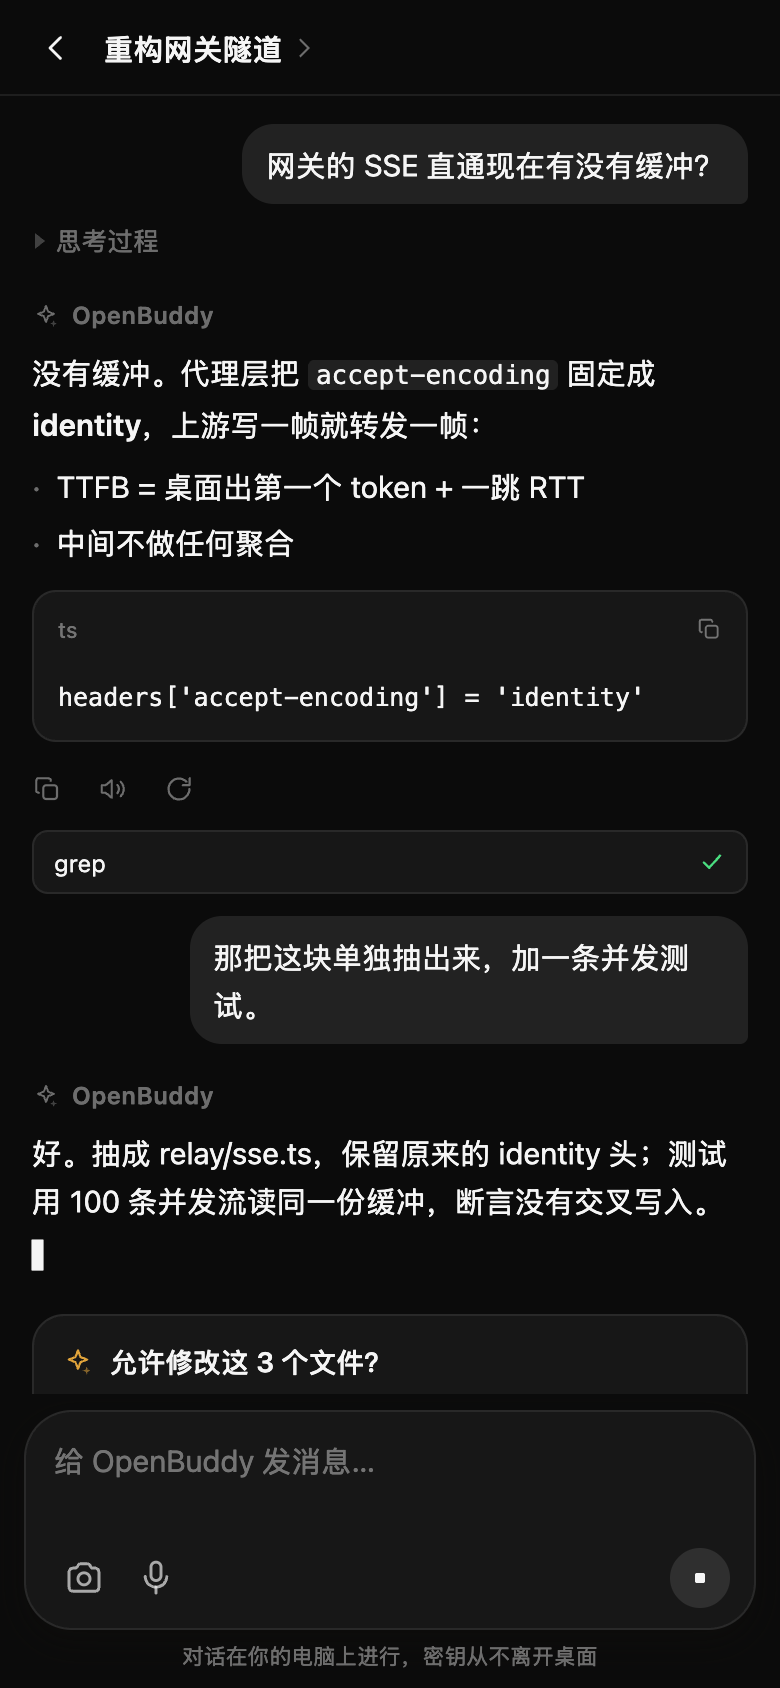 重构网关隧道
网关的 SSE 直通现在有没有缓冲?
思考过程
OpenBuddy
没有缓冲。代理层把 accept-encoding 固定成
identity，上游写一帧就转发一帧：
· TTFB = 桌面出第一个 token + 一跳 RTT
· 中间不做任何聚合
ts
headers['accept-encoding'] = 'identity'
grep
那把这块单独抽出来，加一条并发测
试。
OpenBuddy
好。抽成 relay/sse.ts，保留原来的 identity 头；测试
用 100 条并发流读同一份缓冲，断言没有交叉写入。
允许修改这 3 个文件?
给 OpenBuddy 发消息...
对话在你的电脑上进行，密钥从不离开桌面